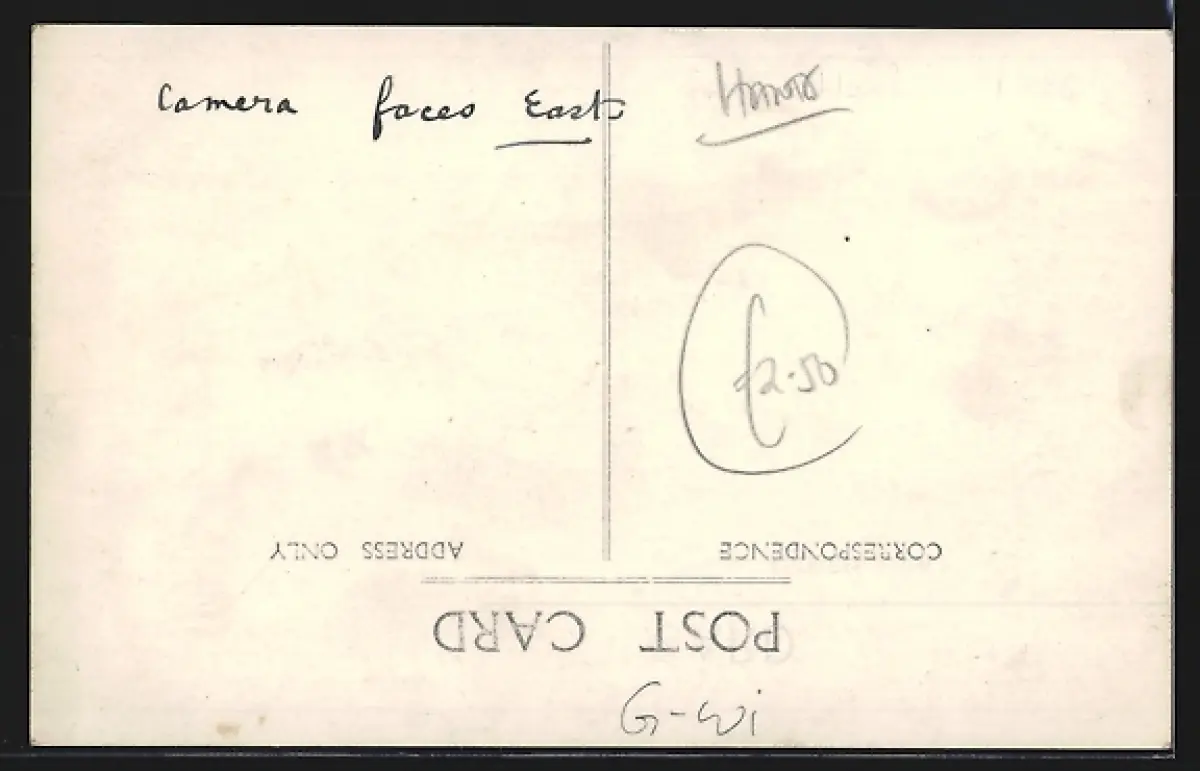 Camera faces East
£2.50
ADDRESS ONLY
CORRESPONDENCE
POST CARD
G-Wi